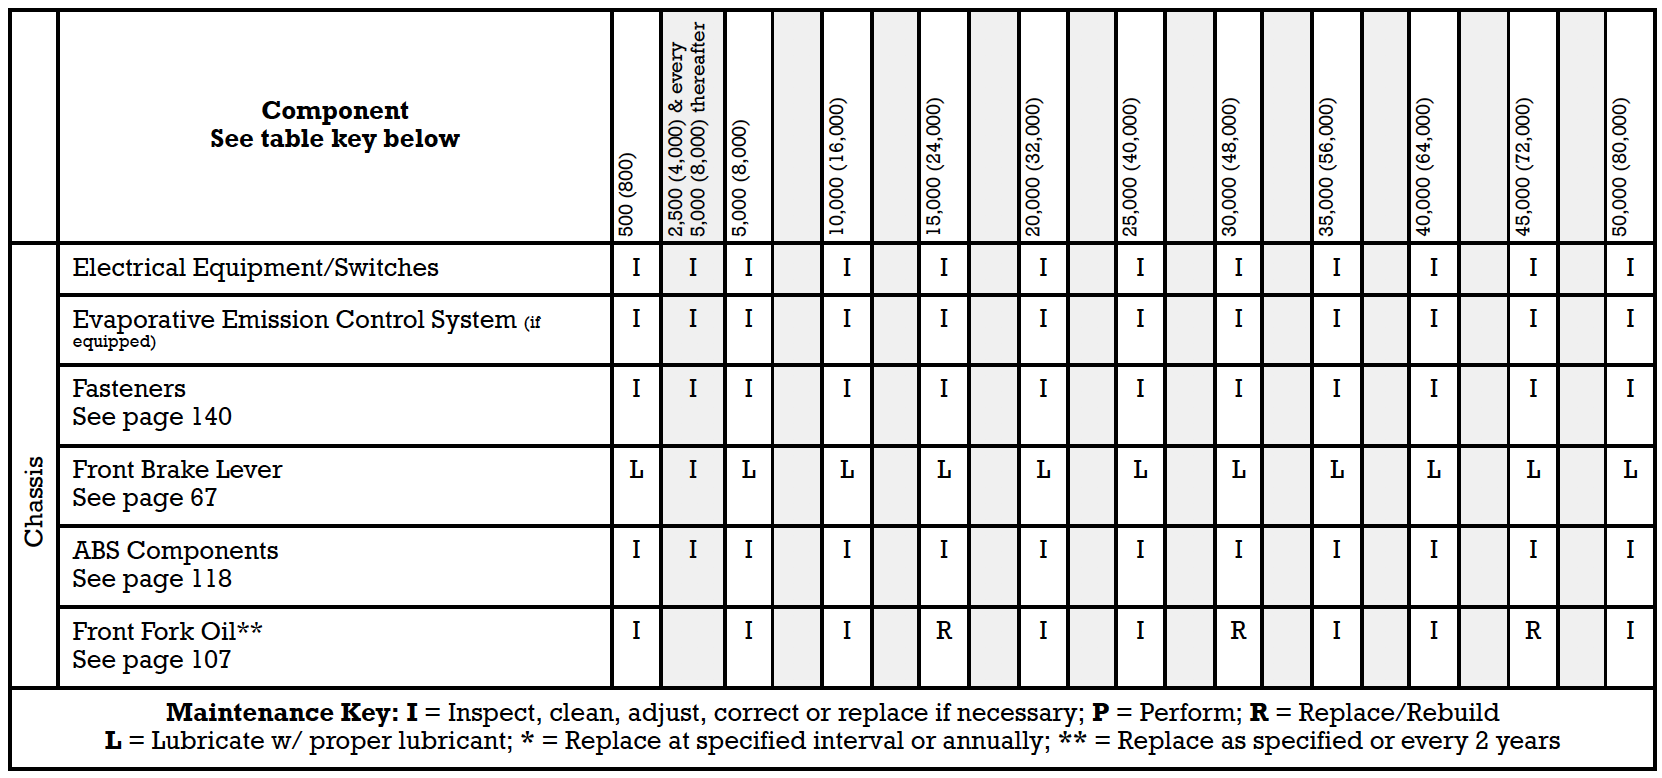 Component
See table key below
500 (800)
2,500 (4,000) & every
5,000 (8,000) thereafter
5,000 (8,000)
10,000 (16,000)
15,000 (24,000)
20,000 (32,000)
25,000 (40,000)
30,000 (48,000)
35,000 (56,000)
40,000 (64,000)
45,000 (72,000)
50,000 (80,000)
Chassis
Electrical Equipment/Switches I I I I I I I I I I I I
Evaporative Emission Control System (if I I I I I I I I I I I I
equipped)
Fasteners I I I I I I I I I I I I
See page 140
Front Brake Lever L I L L L L L L L L L L
See page 67
ABS Components I I I I I I I I I I I I
See page 118
Front Fork Oil** I I I R I I R I I R I
See page 107
Maintenance Key: I = Inspect, clean, adjust, correct or replace if necessary; P = Perform; R = Replace/Rebuild
L = Lubricate w/ proper lubricant; * = Replace at specified interval or annually; ** = Replace as specified or every 2 years